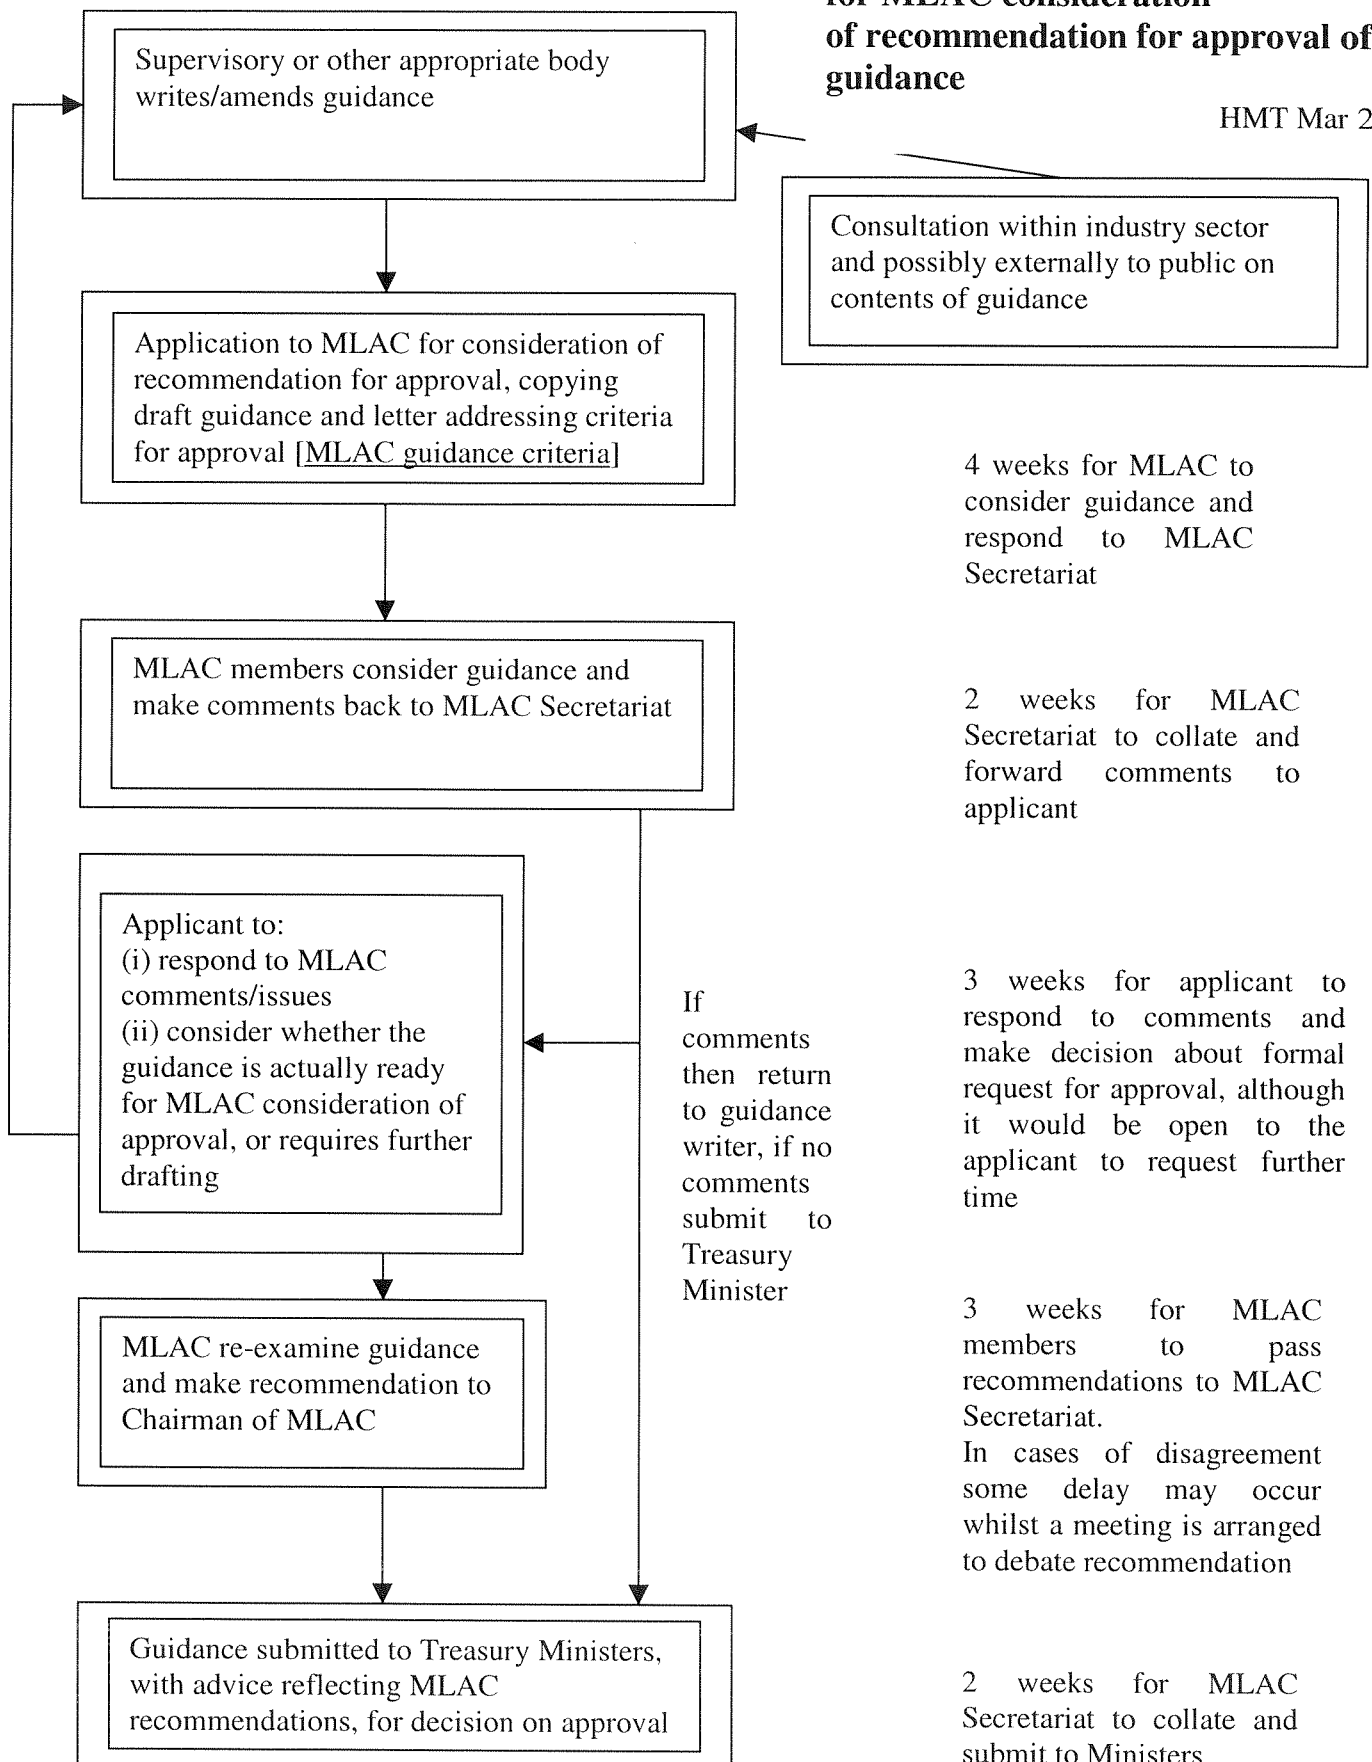 for MLAC consideration
of recommendation for approval of
guidance
HMT Mar 2
Supervisory or other appropriate body
writes/amends guidance
Consultation within industry sector
and possibly externally to public on
contents of guidance
Application to MLAC for consideration of
recommendation for approval, copying
draft guidance and letter addressing criteria
for approval [MLAC guidance criteria]
4 weeks for MLAC to
consider guidance and
respond to MLAC
Secretariat
MLAC members consider guidance and
make comments back to MLAC Secretariat
2 weeks for MLAC
Secretariat to collate and
forward comments to
applicant
Applicant to:
(i) respond to MLAC
comments/issues
(ii) consider whether the
guidance is actually ready
for MLAC consideration of
approval, or requires further
drafting
If
comments
then return
to guidance
writer, if no
comments
submit to
Treasury
Minister
3 weeks for applicant to
respond to comments and
make decision about formal
request for approval, although
it would be open to the
applicant to request further
time
MLAC re-examine guidance
and make recommendation to
Chairman of MLAC
3 weeks for MLAC
members to pass
recommendations to MLAC
Secretariat.
In cases of disagreement
some delay may occur
whilst a meeting is arranged
to debate recommendation
Guidance submitted to Treasury Ministers,
with advice reflecting MLAC
recommendations, for decision on approval
2 weeks for MLAC
Secretariat to collate and
submit to Ministers